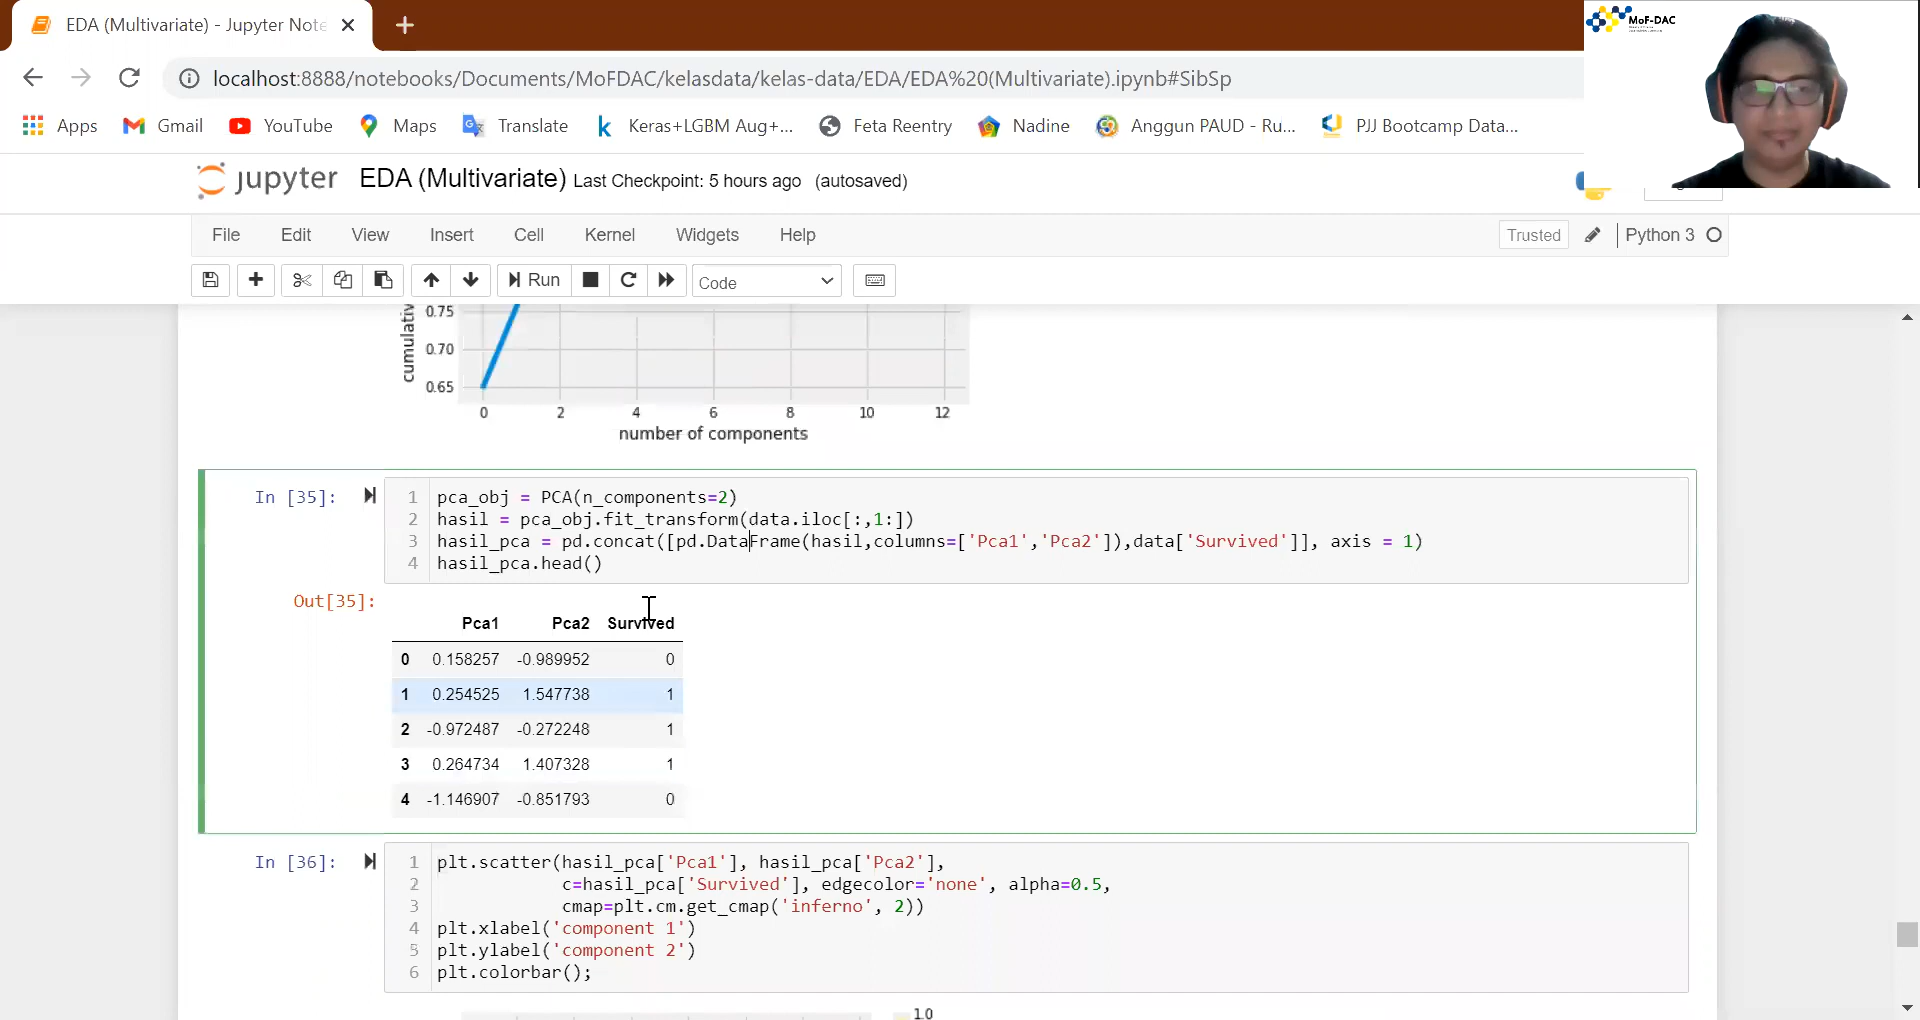 EDA (Multivariate) - Jupyter Note
localhost:8888/notebooks/Documents/MoFDAC/kelasdata/kelas-data/EDA/EDA%20(Multivariate).ipynb#SibSp
Apps Gmail YouTube Maps Translate Keras+LGBM Aug+... Feta Reentry Nadine Anggun PAUD - Ru... PJJ Bootcamp Data...
MoF-DAC
jupyter EDA (Multivariate) Last Checkpoint: 5 hours ago (autosaved)
File Edit View Insert Cell Kernel Widgets Help Trusted Python 3
Run Code
cumulativ
0.75
0.70
0.65
0 2 4 6 8 10 12
number of components
In [35]:
1 pca_obj = PCA(n_components=2)
2 hasil = pca_obj.fit_transform(data.iloc[:,1:])
3 hasil_pca = pd.concat([pd.DataFrame(hasil,columns=['Pca1','Pca2']),data['Survived']], axis = 1)
4 hasil_pca.head()
Out[35]:
Pca1 Pca2 Survived
0 0.158257 -0.989952 0
1 0.254525 1.547738 1
2 -0.972487 -0.272248 1
3 0.264734 1.407328 1
4 -1.146907 -0.851793 0
In [36]:
1 plt.scatter(hasil_pca['Pca1'], hasil_pca['Pca2'],
2 c=hasil_pca['Survived'], edgecolor='none', alpha=0.5,
3 cmap=plt.cm.get_cmap('inferno', 2))
4 plt.xlabel('component 1')
5 plt.ylabel('component 2')
6 plt.colorbar();
1.0